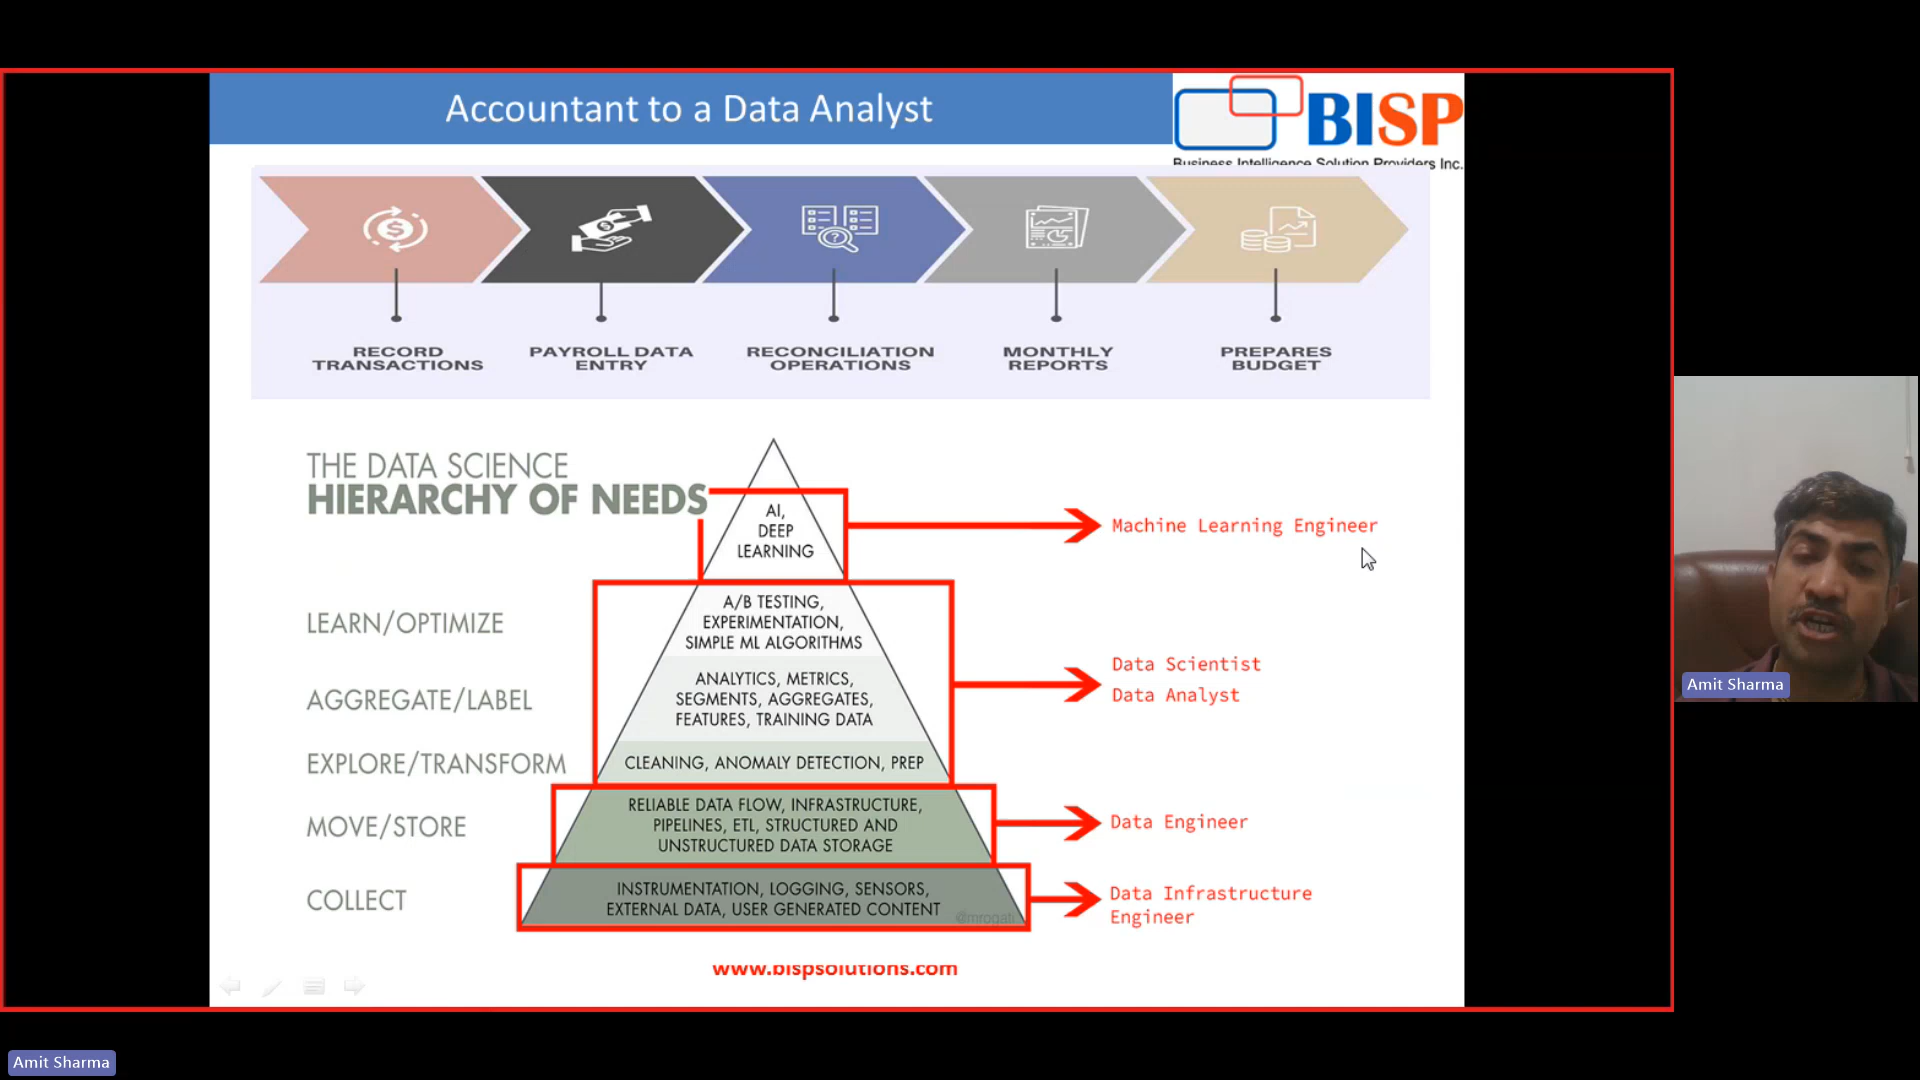 Accountant to a Data Analyst
BISP
Business Intelligence Solution Providers Inc.
RECORD
TRANSACTIONS
PAYROLL DATA
ENTRY
RECONCILIATION
OPERATIONS
MONTHLY
REPORTS
PREPARES
BUDGET
THE DATA SCIENCE
HIERARCHY OF NEEDS
AI,
DEEP
LEARNING
Machine Learning Engineer
LEARN/OPTIMIZE
A/B TESTING,
EXPERIMENTATION,
SIMPLE ML ALGORITHMS
AGGREGATE/LABEL
ANALYTICS, METRICS,
SEGMENTS, AGGREGATES,
FEATURES, TRAINING DATA
Data Scientist
Data Analyst
EXPLORE/TRANSFORM
CLEANING, ANOMALY DETECTION, PREP
MOVE/STORE
RELIABLE DATA FLOW, INFRASTRUCTURE,
PIPELINES, ETL, STRUCTURED AND
UNSTRUCTURED DATA STORAGE
Data Engineer
COLLECT
INSTRUMENTATION, LOGGING, SENSORS,
EXTERNAL DATA, USER GENERATED CONTENT
@mrogati
Data Infrastructure
Engineer
www.bispsolutions.com
Amit Sharma
Amit Sharma